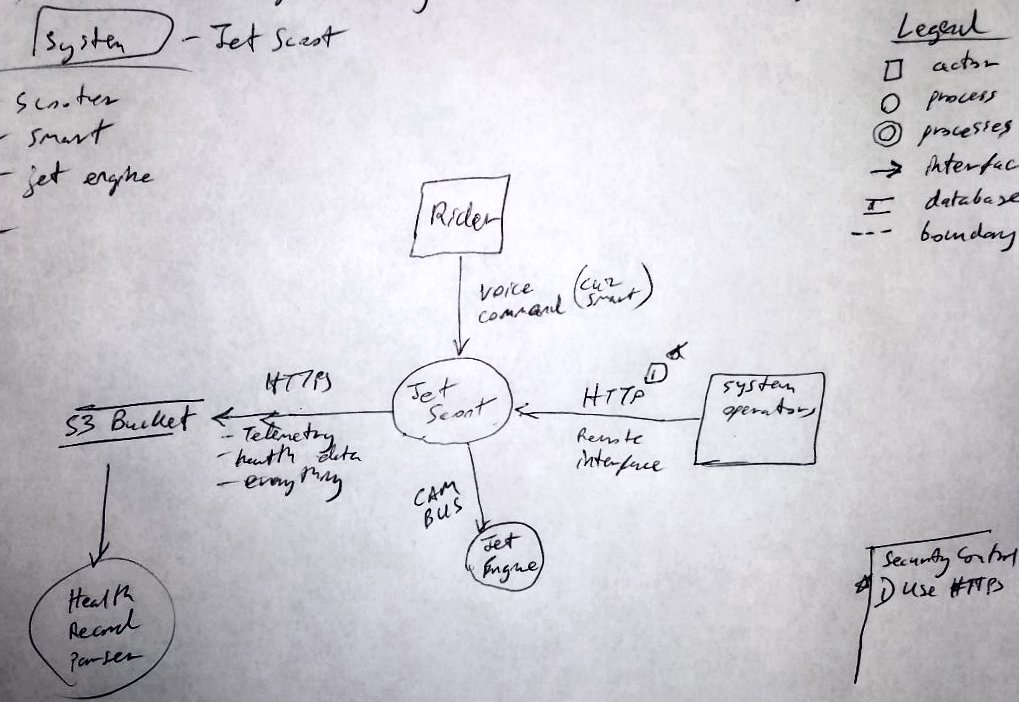 System - Jet Scoot
Scooter
- smart
- jet engine
-
Legend
actor
process
processes
interfac
database
boundary
Rider
voice
command (cuz
smart)
HTTPS
S3 Bucket
- Telemetry
- health data
- everything
Jet
Scoot
HTTP 1
Remote
interface
system
operators
CAM
BUS
Jet
Engine
Health
Record
Parser
Security Control
1) Use HTTPS